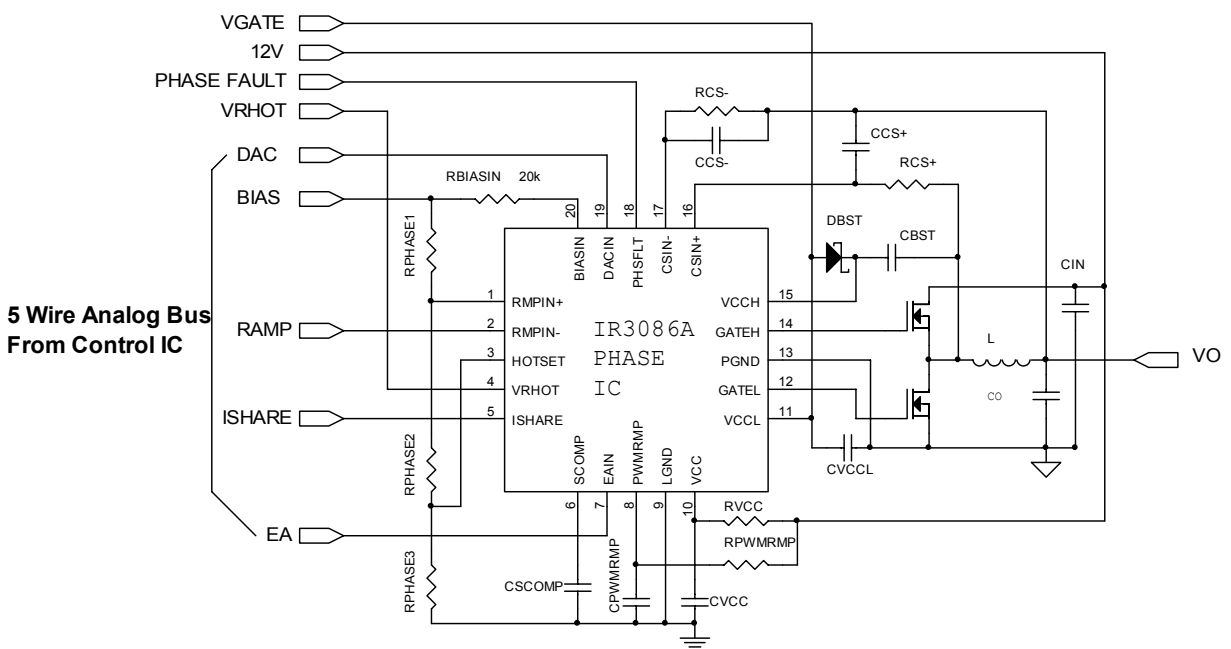 VGATE
12V
PHASE FAULT
VRHOT
DAC
BIAS
5 Wire Analog Bus
From Control IC
RAMP
ISHARE
EA
RCS-
CCS-
CCS+
RCS+
RBIASIN 20k
RPHASE1
RPHASE2
RPHASE3
20
19
18
17
16
BIASIN
DACIN
PHSFLT
CSIN-
CSIN+
DBST
CBST
CIN
1
RMPIN+
2
RMPIN-
3
HOTSET
4
VRHOT
5
ISHARE
IR3086A
PHASE
IC
VCCH
15
GATEH
14
PGND
13
GATEL
12
VCCL
11
L
VO
CO
CVCCL
SCOMP
EAIN
PWMRMP
LGND
VCC
6
7
8
9
10
RVCC
RPWMRMP
CSCOMP
CPWMRMP
CVCC